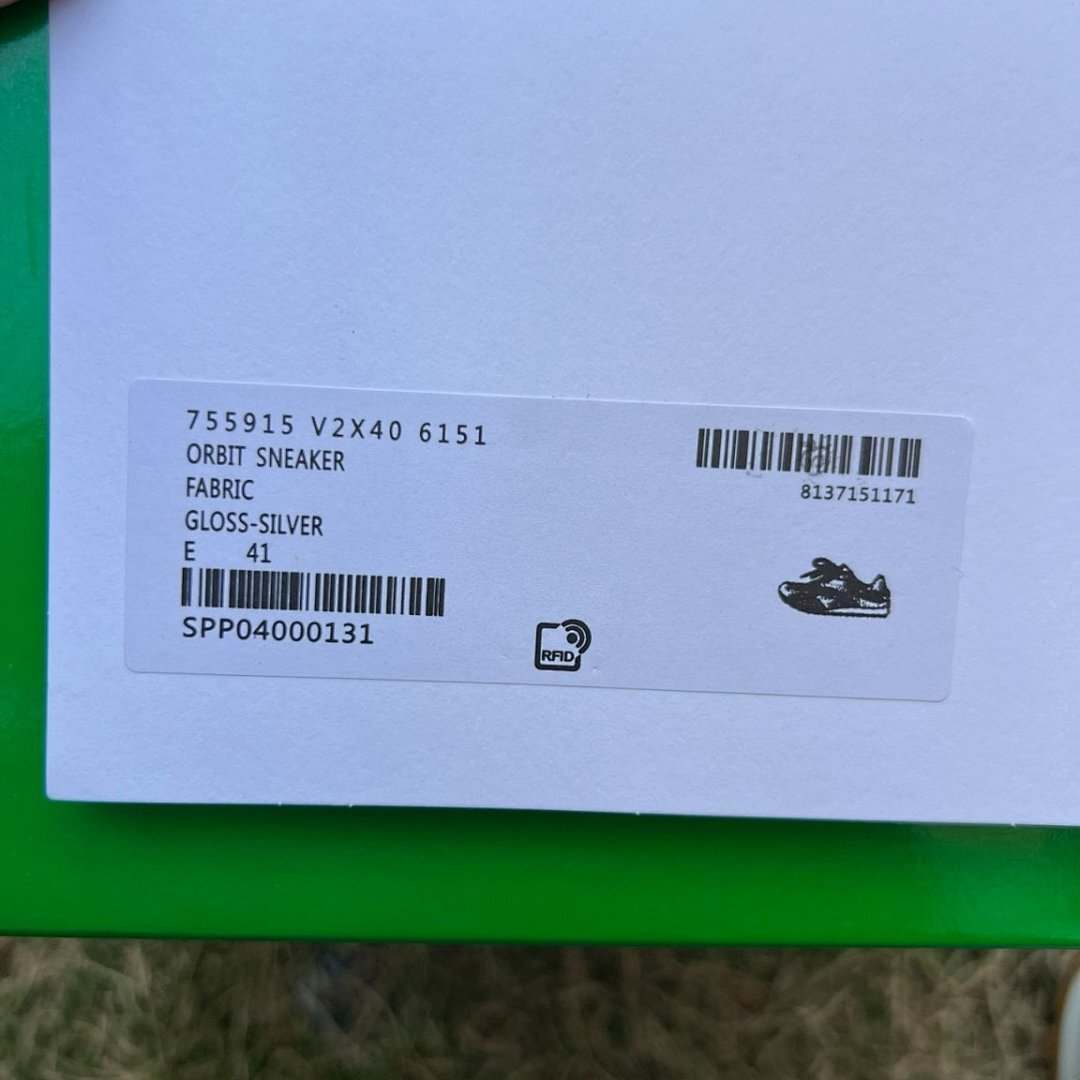 755915 V2X40 6151
ORBIT SNEAKER
FABRIC
GLOSS-SILVER
E 41
SPP04000131
8137151171
RFID